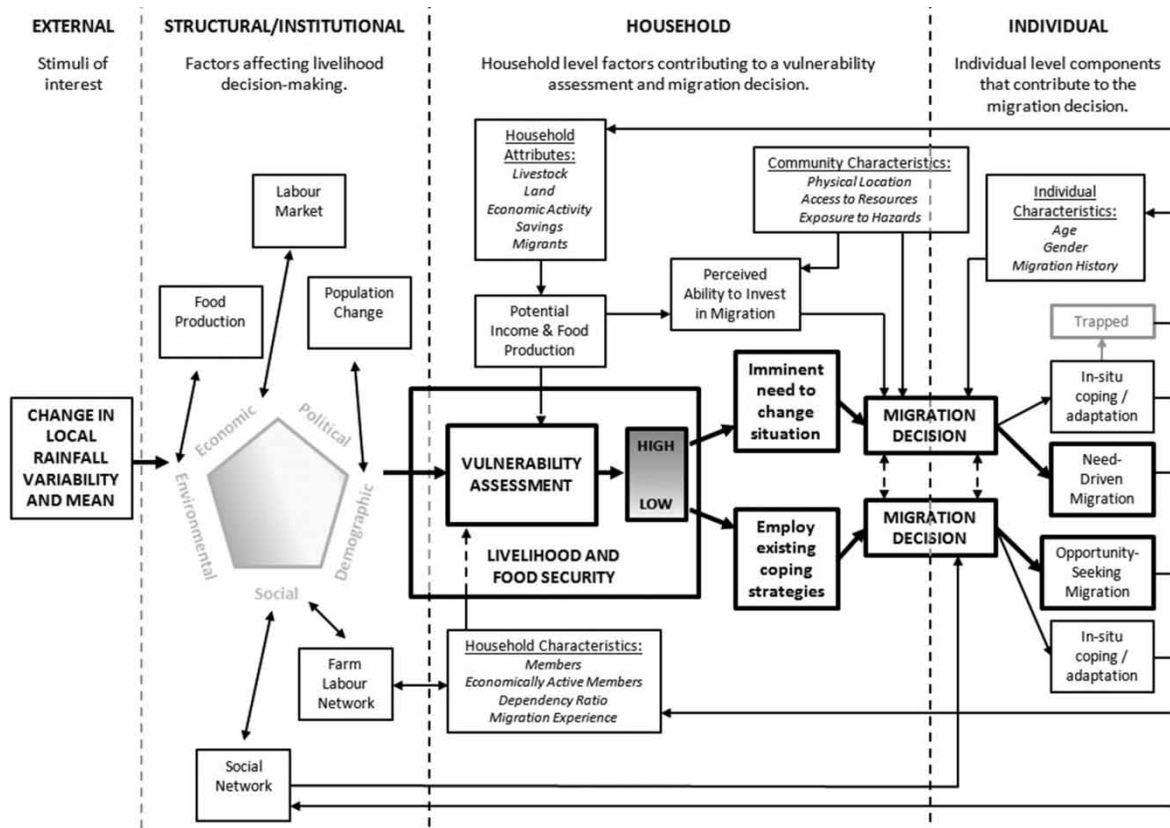 EXTERNAL
Stimuli of
interest
STRUCTURAL/INSTITUTIONAL
Factors affecting livelihood
decision-making.
HOUSEHOLD
Household level factors contributing to a vulnerability
assessment and migration decision.
INDIVIDUAL
Individual level components
that contribute to the
migration decision.
CHANGE IN
LOCAL
RAINFALL
VARIABILITY
AND MEAN
Labour
Market
Food
Production
Population
Change
Economic
Political
Environmental
Demographic
Social
Farm
Labour
Network
Social
Network
Household
Attributes:
Livestock
Land
Economic Activity
Savings
Migrants
Community Characteristics:
Physical Location
Access to Resources
Exposure to Hazards
Individual
Characteristics:
Age
Gender
Migration History
Potential
Income & Food
Production
Perceived
Ability to Invest
in Migration
VULNERABILITY
ASSESSMENT
HIGH
LOW
LIVELIHOOD AND
FOOD SECURITY
Imminent
need to
change
situation
Employ
existing
coping
strategies
MIGRATION
DECISION
MIGRATION
DECISION
Trapped
In-situ
coping /
adaptation
Need-
Driven
Migration
Opportunity-
Seeking
Migration
In-situ
coping /
adaptation
Household Characteristics:
Members
Economically Active Members
Dependency Ratio
Migration Experience